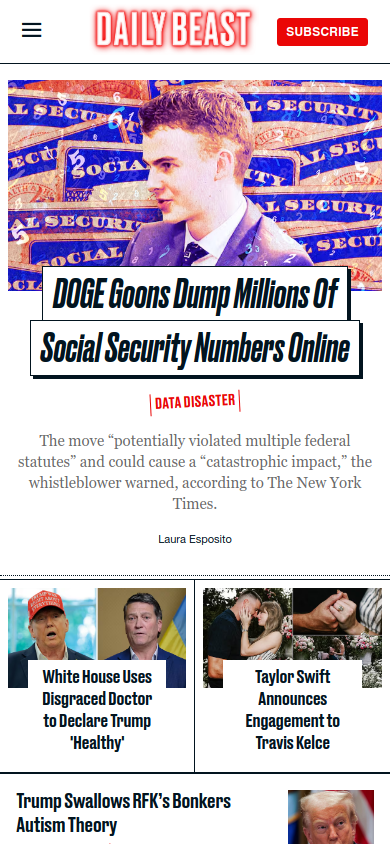 DAILY BEAST
SUBSCRIBE
DOGE Goons Dump Millions Of
Social Security Numbers Online
DATA DISASTER
The move “potentially violated multiple federal
statutes” and could cause a “catastrophic impact,” the
whistleblower warned, according to The New York
Times.
Laura Esposito
White House Uses
Disgraced Doctor
to Declare Trump
'Healthy'
Taylor Swift
Announces
Engagement to
Travis Kelce
Trump Swallows RFK’s Bonkers
Autism Theory